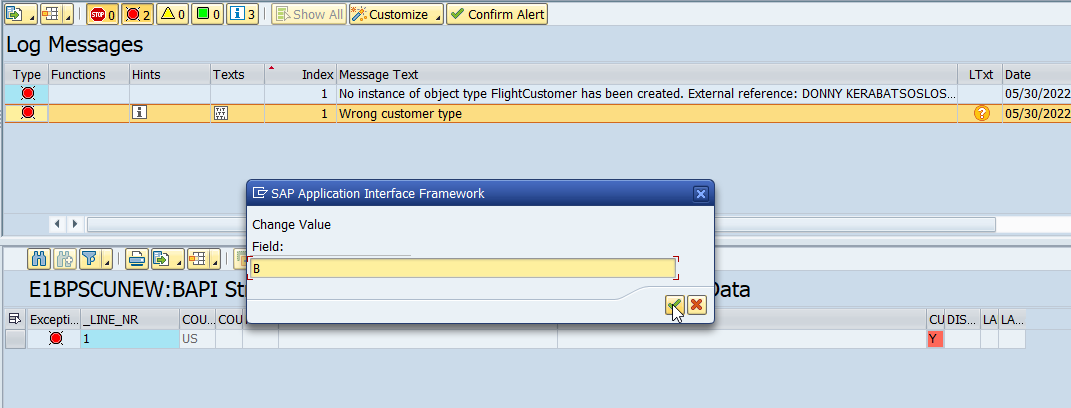 STOP 0 2 0 0 3 Show All Customize Confirm Alert
Log Messages
Type Functions Hints Texts Index Message Text LTxt Date
1 No instance of object type FlightCustomer has been created. External reference: DONNY KERABATSOSLOS... 05/30/2022
1 Wrong customer type 05/30/2022
SAP Application Interface Framework
Change Value
Field:
B
E1BPSCUNEW:BAPI St Data
Excepti... _LINE_NR COU... COU CU DIS... LA LA...
1 US Y